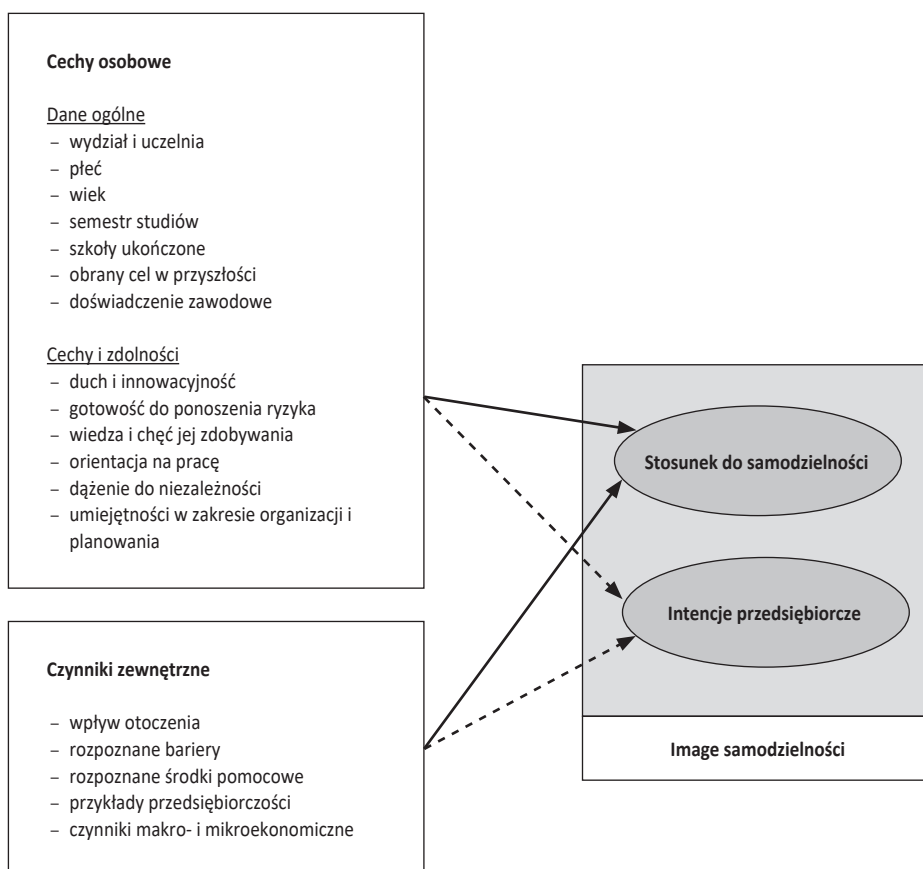 Cechy osobowe
Dane ogólne
– wydział i uczelnia
– płeć
– wiek
– semestr studiów
– szkoły ukończone
– obrany cel w przyszłości
– doświadczenie zawodowe
Cechy i zdolności
– duch i innowacyjność
– gotowość do ponoszenia ryzyka
– wiedza i chęć jej zdobywania
– orientacja na pracę
– dążenie do niezależności
– umiejętności w zakresie organizacji i
planowania
Czynniki zewnętrzne
– wpływ otoczenia
– rozpoznane bariery
– rozpoznane środki pomocowe
– przykłady przedsiębiorczości
– czynniki makro- i mikroekonomiczne
Stosunek do samodzielności
Intencje przedsiębiorcze
Image samodzielności